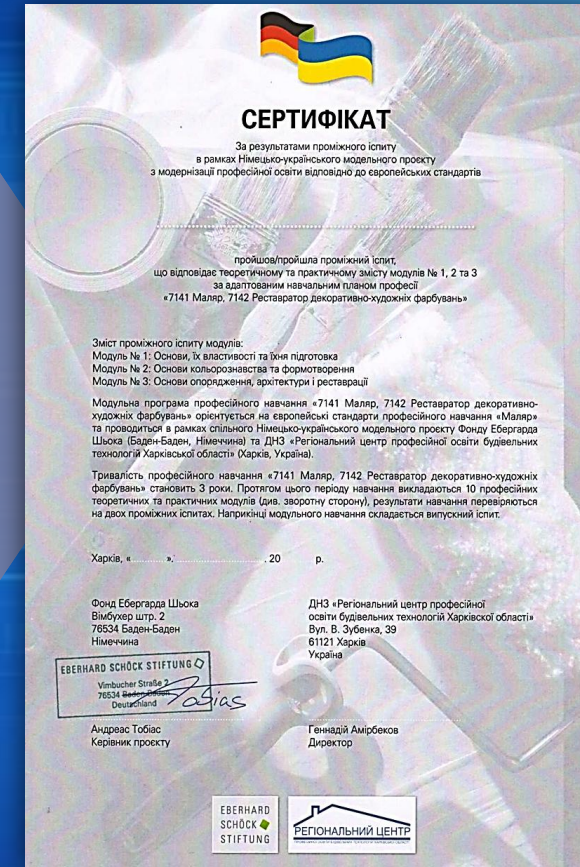 СЕРТИФІКАТ
За результатами проміжного іспиту
в рамках Німецько-українського модельного проєкту
з модернізації професійної освіти відповідно до європейських стандартів
пройшов/пройшла проміжний іспит,
що відповідає теоретичному та практичному змісту модулів № 1, 2 та 3
за адаптованим навчальним планом професії
«7141 Маляр, 7142 Реставратор декоративно-художніх фарбувань»
Зміст проміжного іспиту модулів:
Модуль № 1: Основи, їх властивості та їхня підготовка
Модуль № 2: Основи кольорознавства та формотворення
Модуль № 3: Основи опорядження, архітектури і реставрації
Модульна програма професійного навчання «7141 Маляр, 7142 Реставратор декоративно-
художніх фарбувань» орієнтується на європейські стандарти професійного навчання «Маляр»
та проводиться в рамках спільного Німецько-українського модельного проєкту Фонду Ебергарда
Шьока (Баден-Баден, Німеччина) та ДНЗ «Регіональний центр професійної освіти будівельних
технологій Харківської області» (Харків, Україна).
Тривалість професійного навчання «7141 Маляр, 7142 Реставратор декоративно-художніх
фарбувань» становить 3 роки. Протягом цього періоду навчання викладаються 10 професійних
теоретичних та практичних модулів (див. зворотну сторону), результати навчання перевіряються
на двох проміжних іспитах. Наприкінці модульного навчання складається випускний іспит.
Харків, « ». . 20 р.
Фонд Ебергарда Шьока
Вімбухер штр. 2
76534 Баден-Баден
Німеччина
ДНЗ «Регіональний центр професійної
освіти будівельних технологій Харківскої області»
Вул. В. Зубенка, 39
61121 Харків
Україна
EBERHARD SCHÖCK STIFTUNG
Vimbucher Straße 2
76534 Baden-Baden
Deutschland
Tobias
Андреас Тобіас
Керівник проєкту
Геннадій Амірбеков
Директор
EBERHARD
SCHÖCK
STIFTUNG
РЕГІОНАЛЬНИЙ ЦЕНТР